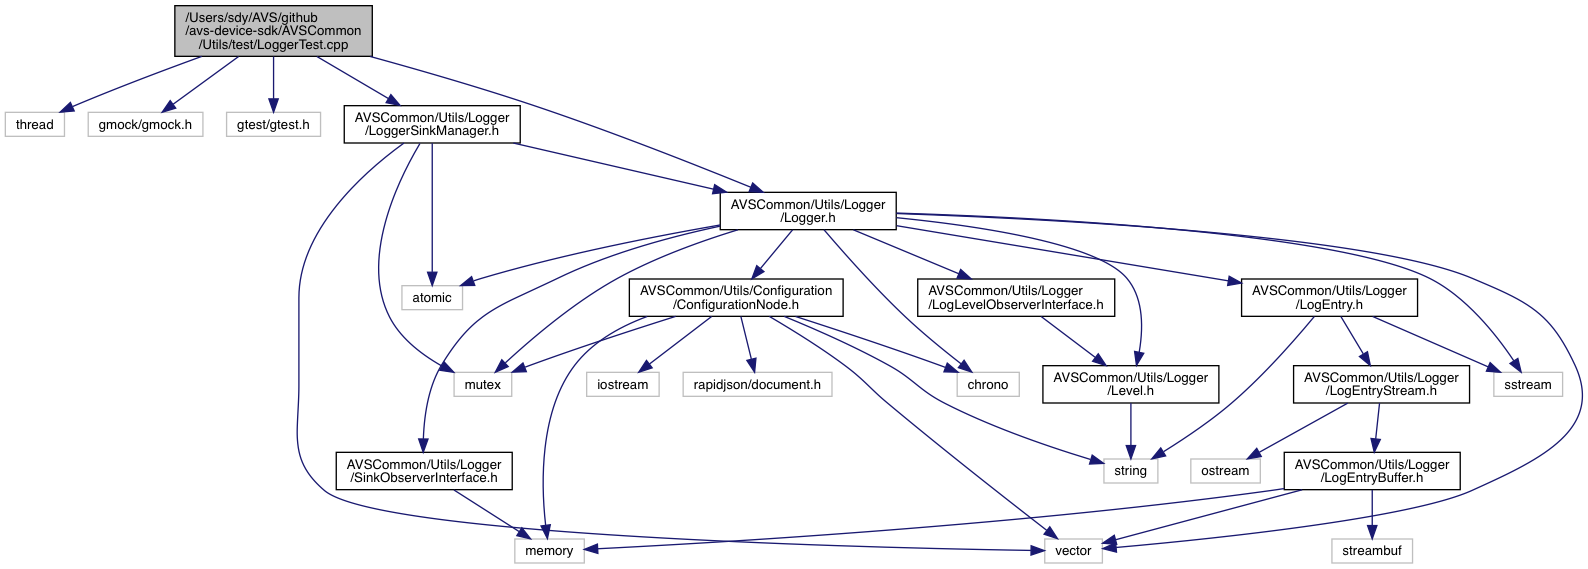 /Users/sdy/AVS/github
/avs-device-sdk/AVSCommon
/Utils/test/LoggerTest.cpp
thread
gmock/gmock.h
gtest/gtest.h
AVSCommon/Utils/Logger
/LoggerSinkManager.h
AVSCommon/Utils/Logger
/Logger.h
atomic
AVSCommon/Utils/Configuration
/ConfigurationNode.h
AVSCommon/Utils/Logger
/LogLevelObserverInterface.h
AVSCommon/Utils/Logger
/LogEntry.h
mutex
iostream
rapidjson/document.h
chrono
AVSCommon/Utils/Logger
/Level.h
AVSCommon/Utils/Logger
/LogEntryStream.h
sstream
AVSCommon/Utils/Logger
/SinkObserverInterface.h
string
ostream
AVSCommon/Utils/Logger
/LogEntryBuffer.h
memory
vector
streambuf